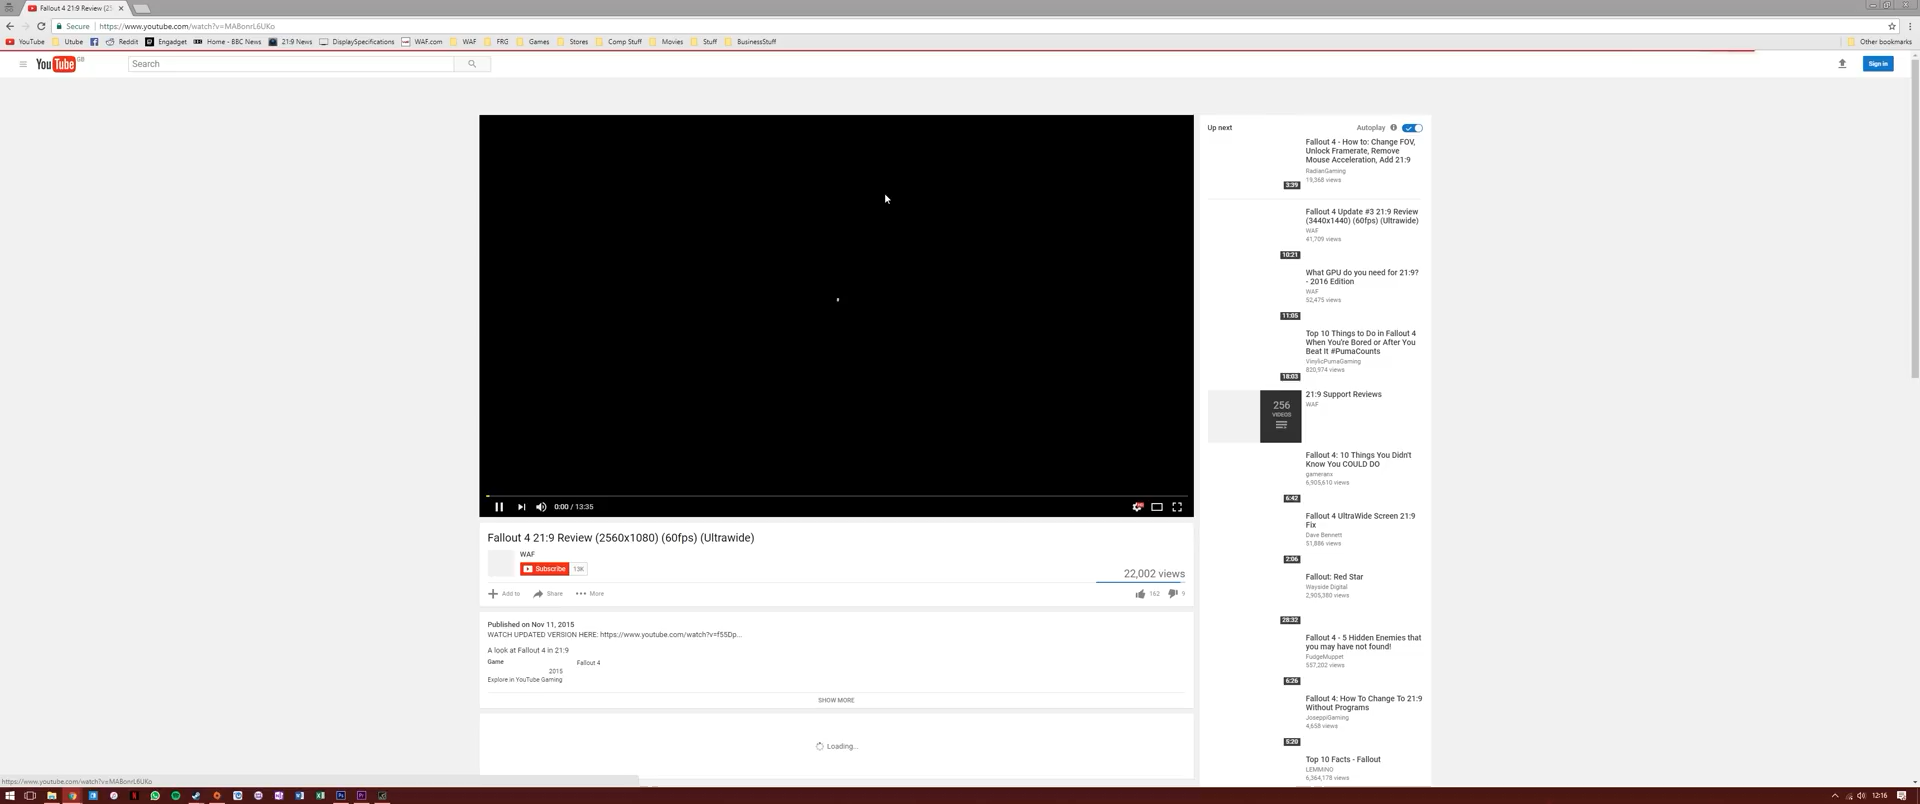 Fallout 4 21:9 Review (25
Secure
https://www.youtube.com/watch?v=MABonrL6UKo
YouTube Utube Reddit Engadget Home - BBC News 21:9 News DisplaySpecifications WAF.com WAF FRG Games Stores Comp Stuff Movies Stuff BusinessStuff Other bookmarks
YouTube GB
Search
Sign in
0:00 / 13:35
Fallout 4 21:9 Review (2560x1080) (60fps) (Ultrawide)
WAF
Subscribe 13K
22,002 views
Add to Share More
162 9
Published on Nov 11, 2015
WATCH UPDATED VERSION HERE: https://www.youtube.com/watch?v=f55Dp...
A look at Fallout 4 in 21:9
Game Fallout 4
2015
Explore in YouTube Gaming
SHOW MORE
Loading...
Up next
Autoplay
Fallout 4 - How to: Change FOV,
Unlock Framerate, Remove
Mouse Acceleration, Add 21:9
RadianGaming
19,368 views
3:39
Fallout 4 Update #3 21:9 Review
(3440x1440) (60fps) (Ultrawide)
WAF
41,709 views
10:21
What GPU do you need for 21:9?
- 2016 Edition
WAF
52,475 views
11:05
Top 10 Things to Do in Fallout 4
When You're Bored or After You
Beat It #PumaCounts
VinylicPumaGaming
820,974 views
18:03
256
VIDEOS
21:9 Support Reviews
WAF
Fallout 4: 10 Things You Didn't
Know You COULD DO
gameranx
6,905,610 views
6:42
Fallout 4 UltraWide Screen 21:9
Fix
Dave Bennett
51,886 views
2:06
Fallout: Red Star
Wayside Digital
2,905,380 views
28:32
Fallout 4 - 5 Hidden Enemies that
you may have not found!
FudgeMuppet
557,202 views
6:26
Fallout 4: How To Change To 21:9
Without Programs
JoseppiGaming
4,658 views
5:20
Top 10 Facts - Fallout
LEMMiNO
6,364,178 views
https://www.youtube.com/watch?v=MABonrL6UKo
12:16